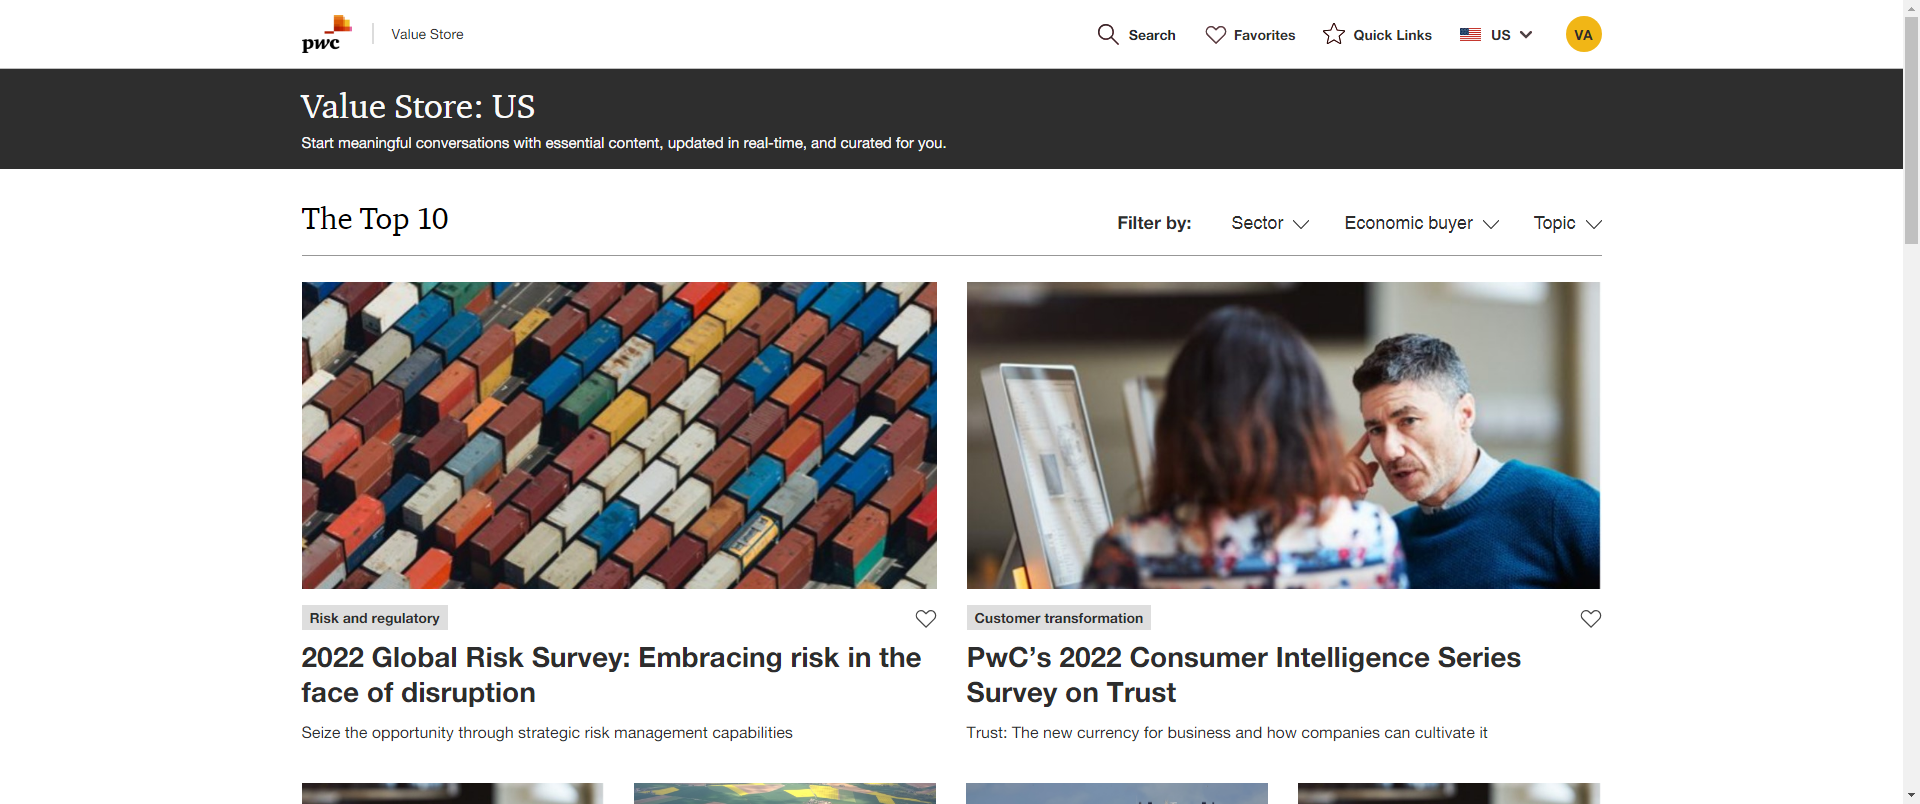 pwc
Value Store
Search
Favorites
Quick Links
US
VA
Value Store: US
Start meaningful conversations with essential content, updated in real-time, and curated for you.
The Top 10
Filter by:
Sector
Economic buyer
Topic
Risk and regulatory
2022 Global Risk Survey: Embracing risk in the
face of disruption
Seize the opportunity through strategic risk management capabilities
Customer transformation
PwC’s 2022 Consumer Intelligence Series
Survey on Trust
Trust: The new currency for business and how companies can cultivate it